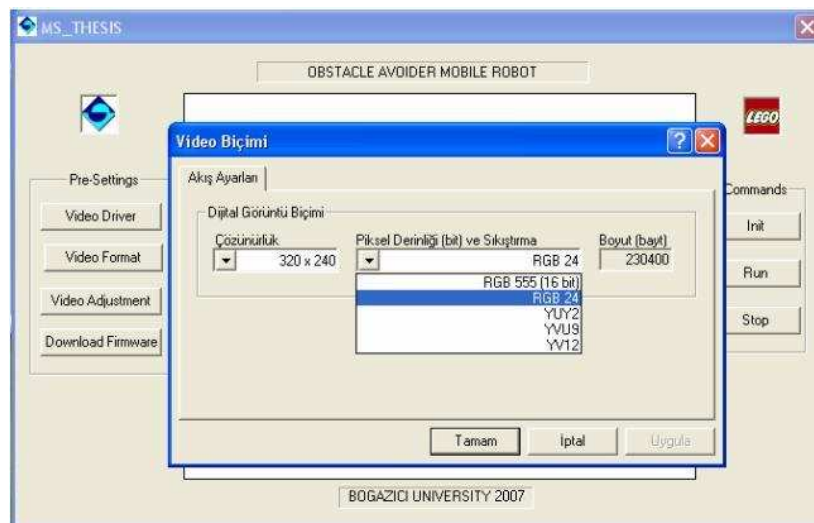 MS_THESIS
OBSTACLE AVOIDER MOBILE ROBOT
LEGO
Video Biçimi
Akış Ayarları
Pre-Settings
Video Driver
Video Format
Video Adjustment
Download Firmware
Dijital Görüntü Biçimi
Çözünürlük
320 x 240
Piksel Derinliği (bit) ve Sıkıştırma
RGB 24
Boyut (bayt)
230400
RGB 555 (16 bit)
RGB 24
YUY2
YVU9
YV12
Commands
Init
Run
Stop
Tamam
İptal
Uygula
BOGAZICI UNIVERSITY 2007